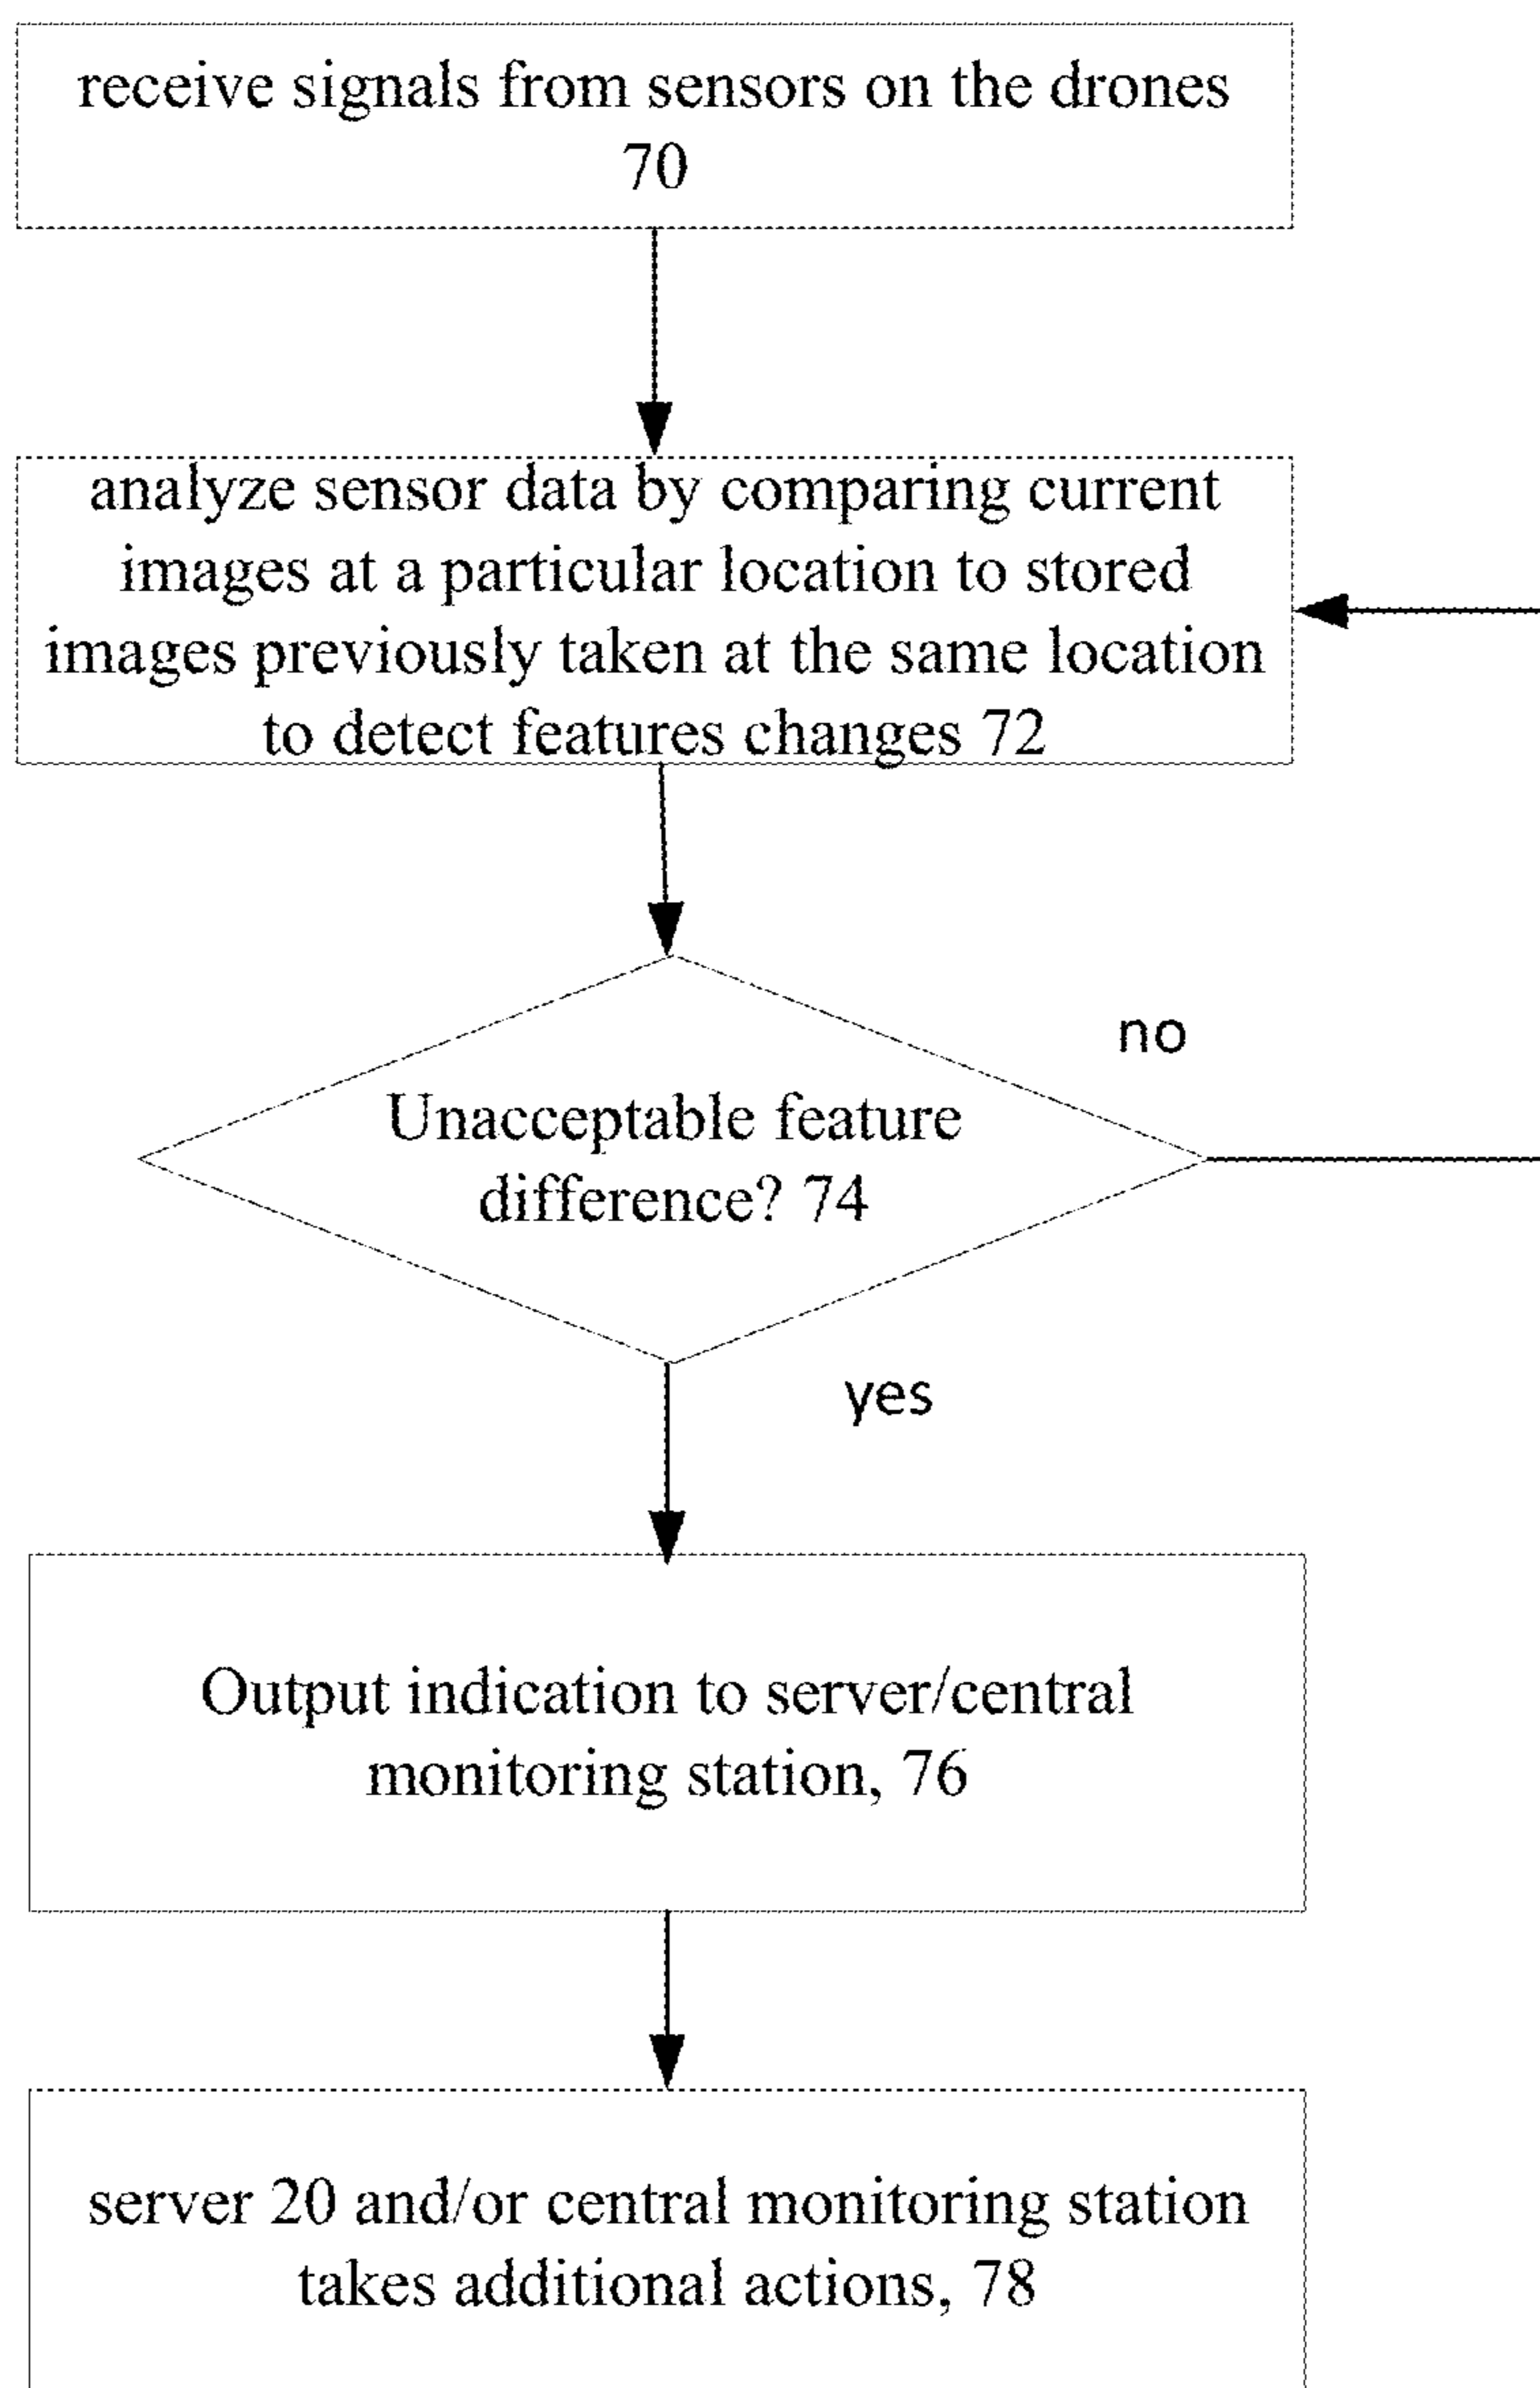 receive signals from sensors on the drones
70
analyze sensor data by comparing current
images at a particular location to stored
images previously taken at the same location
to detect features changes 72
no
Unacceptable feature
difference? 74
yes
Output indication to server/central
monitoring station, 76
server 20 and/or central monitoring station
takes additional actions, 78